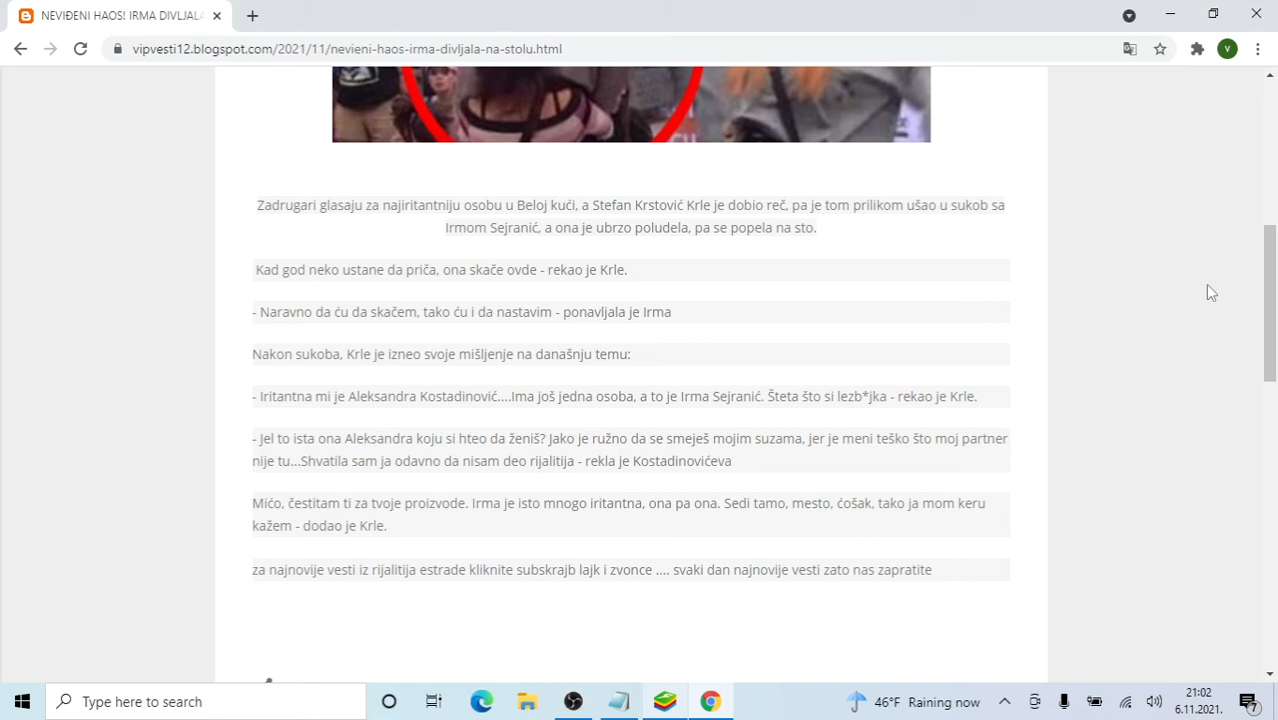 NEVIĐENI HAOS! IRMA DIVLJALA
vipvesti12.blogspot.com/2021/11/nevieni-haos-irma-divljala-na-stolu.html
V
Zadrugari glasaju za najiritantniju osobu u Beloj kući, a Stefan Krstović Krle je dobio reč, pa je tom prilikom ušao u sukob sa
Irmom Sejranić, a ona je ubrzo poludela, pa se popela na sto.
Kad god neko ustane da priča, ona skače ovde - rekao je Krle.
- Naravno da ću da skačem, tako ću i da nastavim - ponavljala je Irma
Nakon sukoba, Krle je izneo svoje mišljenje na današnju temu:
- Iritantna mi je Aleksandra Kostadinović....Ima još jedna osoba, a to je Irma Sejranić. Šteta što si lezb*jka - rekao je Krle.
- Jel to ista ona Aleksandra koju si hteo da ženiš? Jako je ružno da se smeješ mojim suzama, jer je meni teško što moj partner
nije tu...Shvatila sam ja odavno da nisam deo rijalitija - rekla je Kostadinovićeva
Mićo, čestitam ti za tvoje proizvode. Irma je isto mnogo iritantna, ona pa ona. Sedi tamo, mesto, ćošak, tako ja mom keru
kažem - dodao je Krle.
za najnovije vesti iz rijalitija estrade kliknite subskrajb lajk i zvonce .... svaki dan najnovije vesti zato nas zapratite
Type here to search
46°F Raining now
21:02
6.11.2021.
7